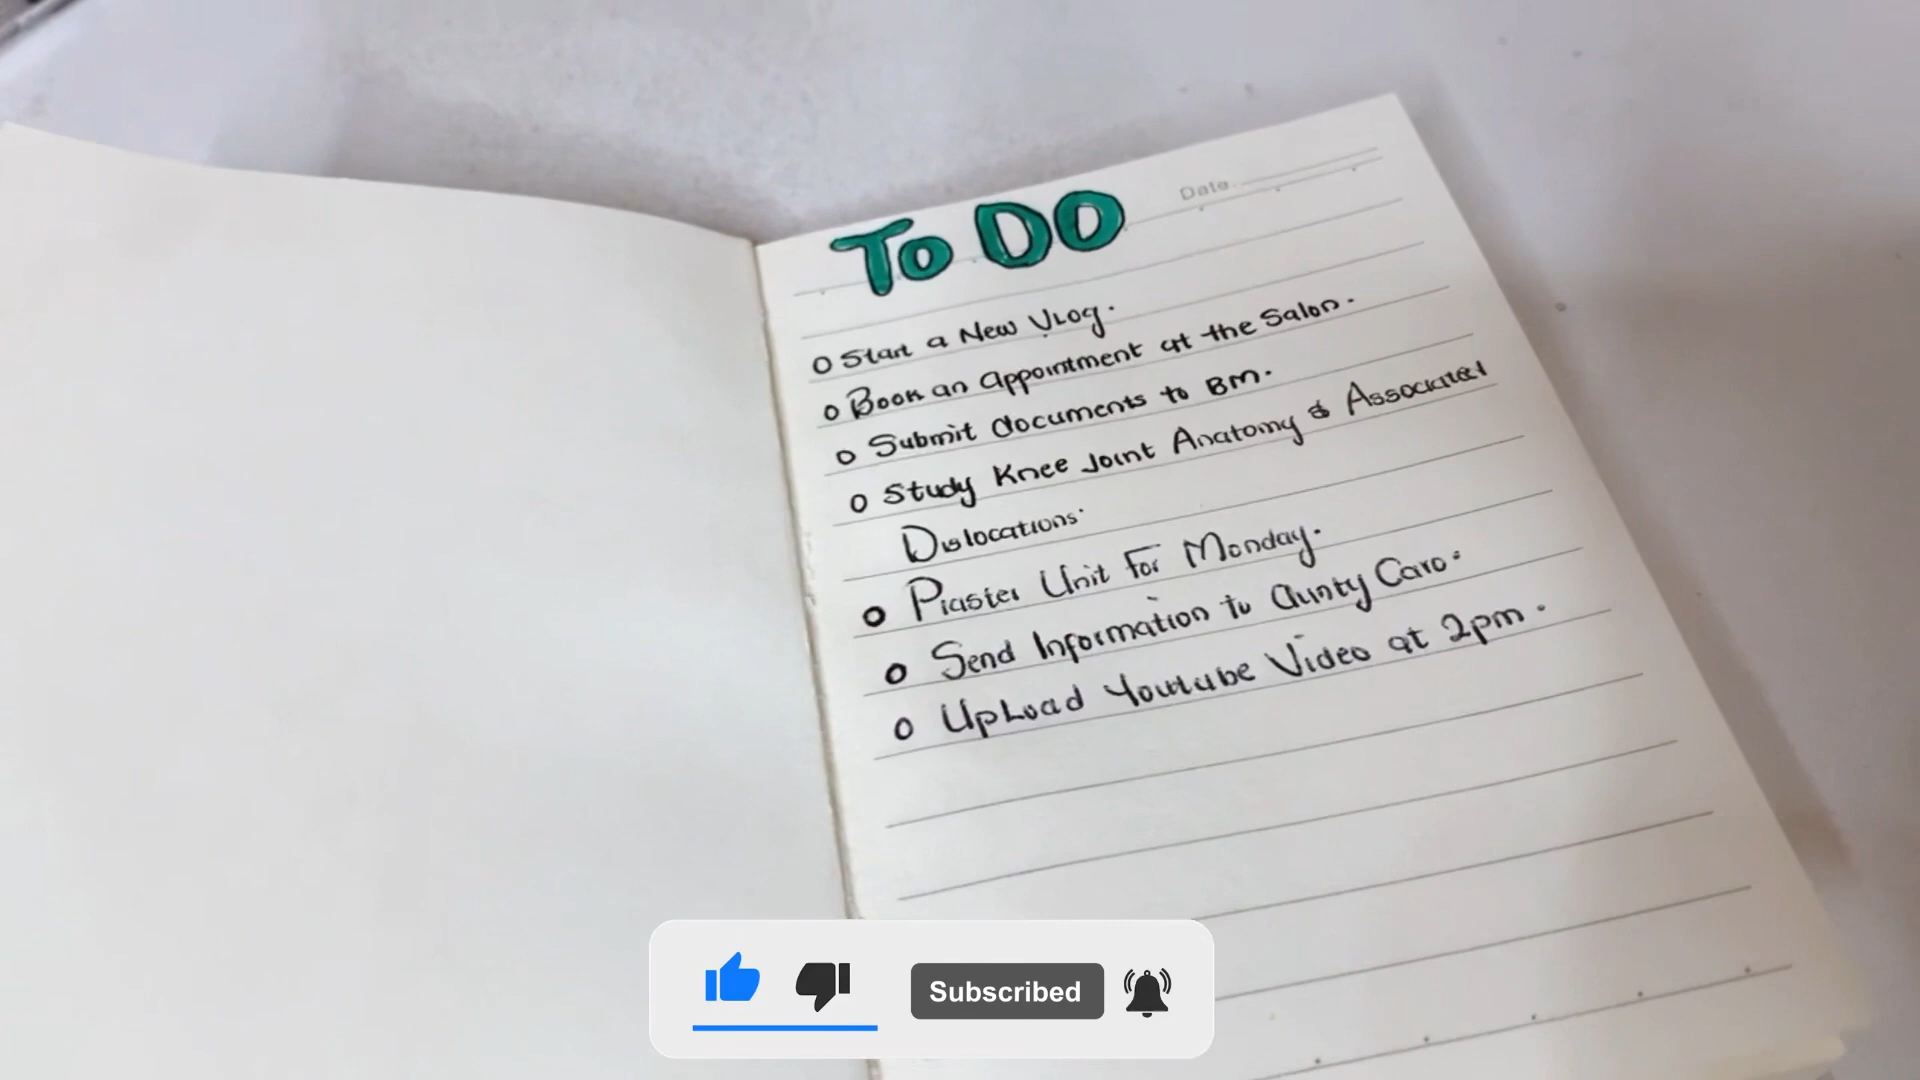 Date
To DO
o Start a New Vlog.
o Book an appointment at the Salon.
o Submit documents to BM.
o Study Knee Joint Anatomy & Associated
Dislocations.
o Plaster Unit For Monday.
o Send Information to Aunty Caro.
o Upload Youtube Video at 2pm.
Subscribed